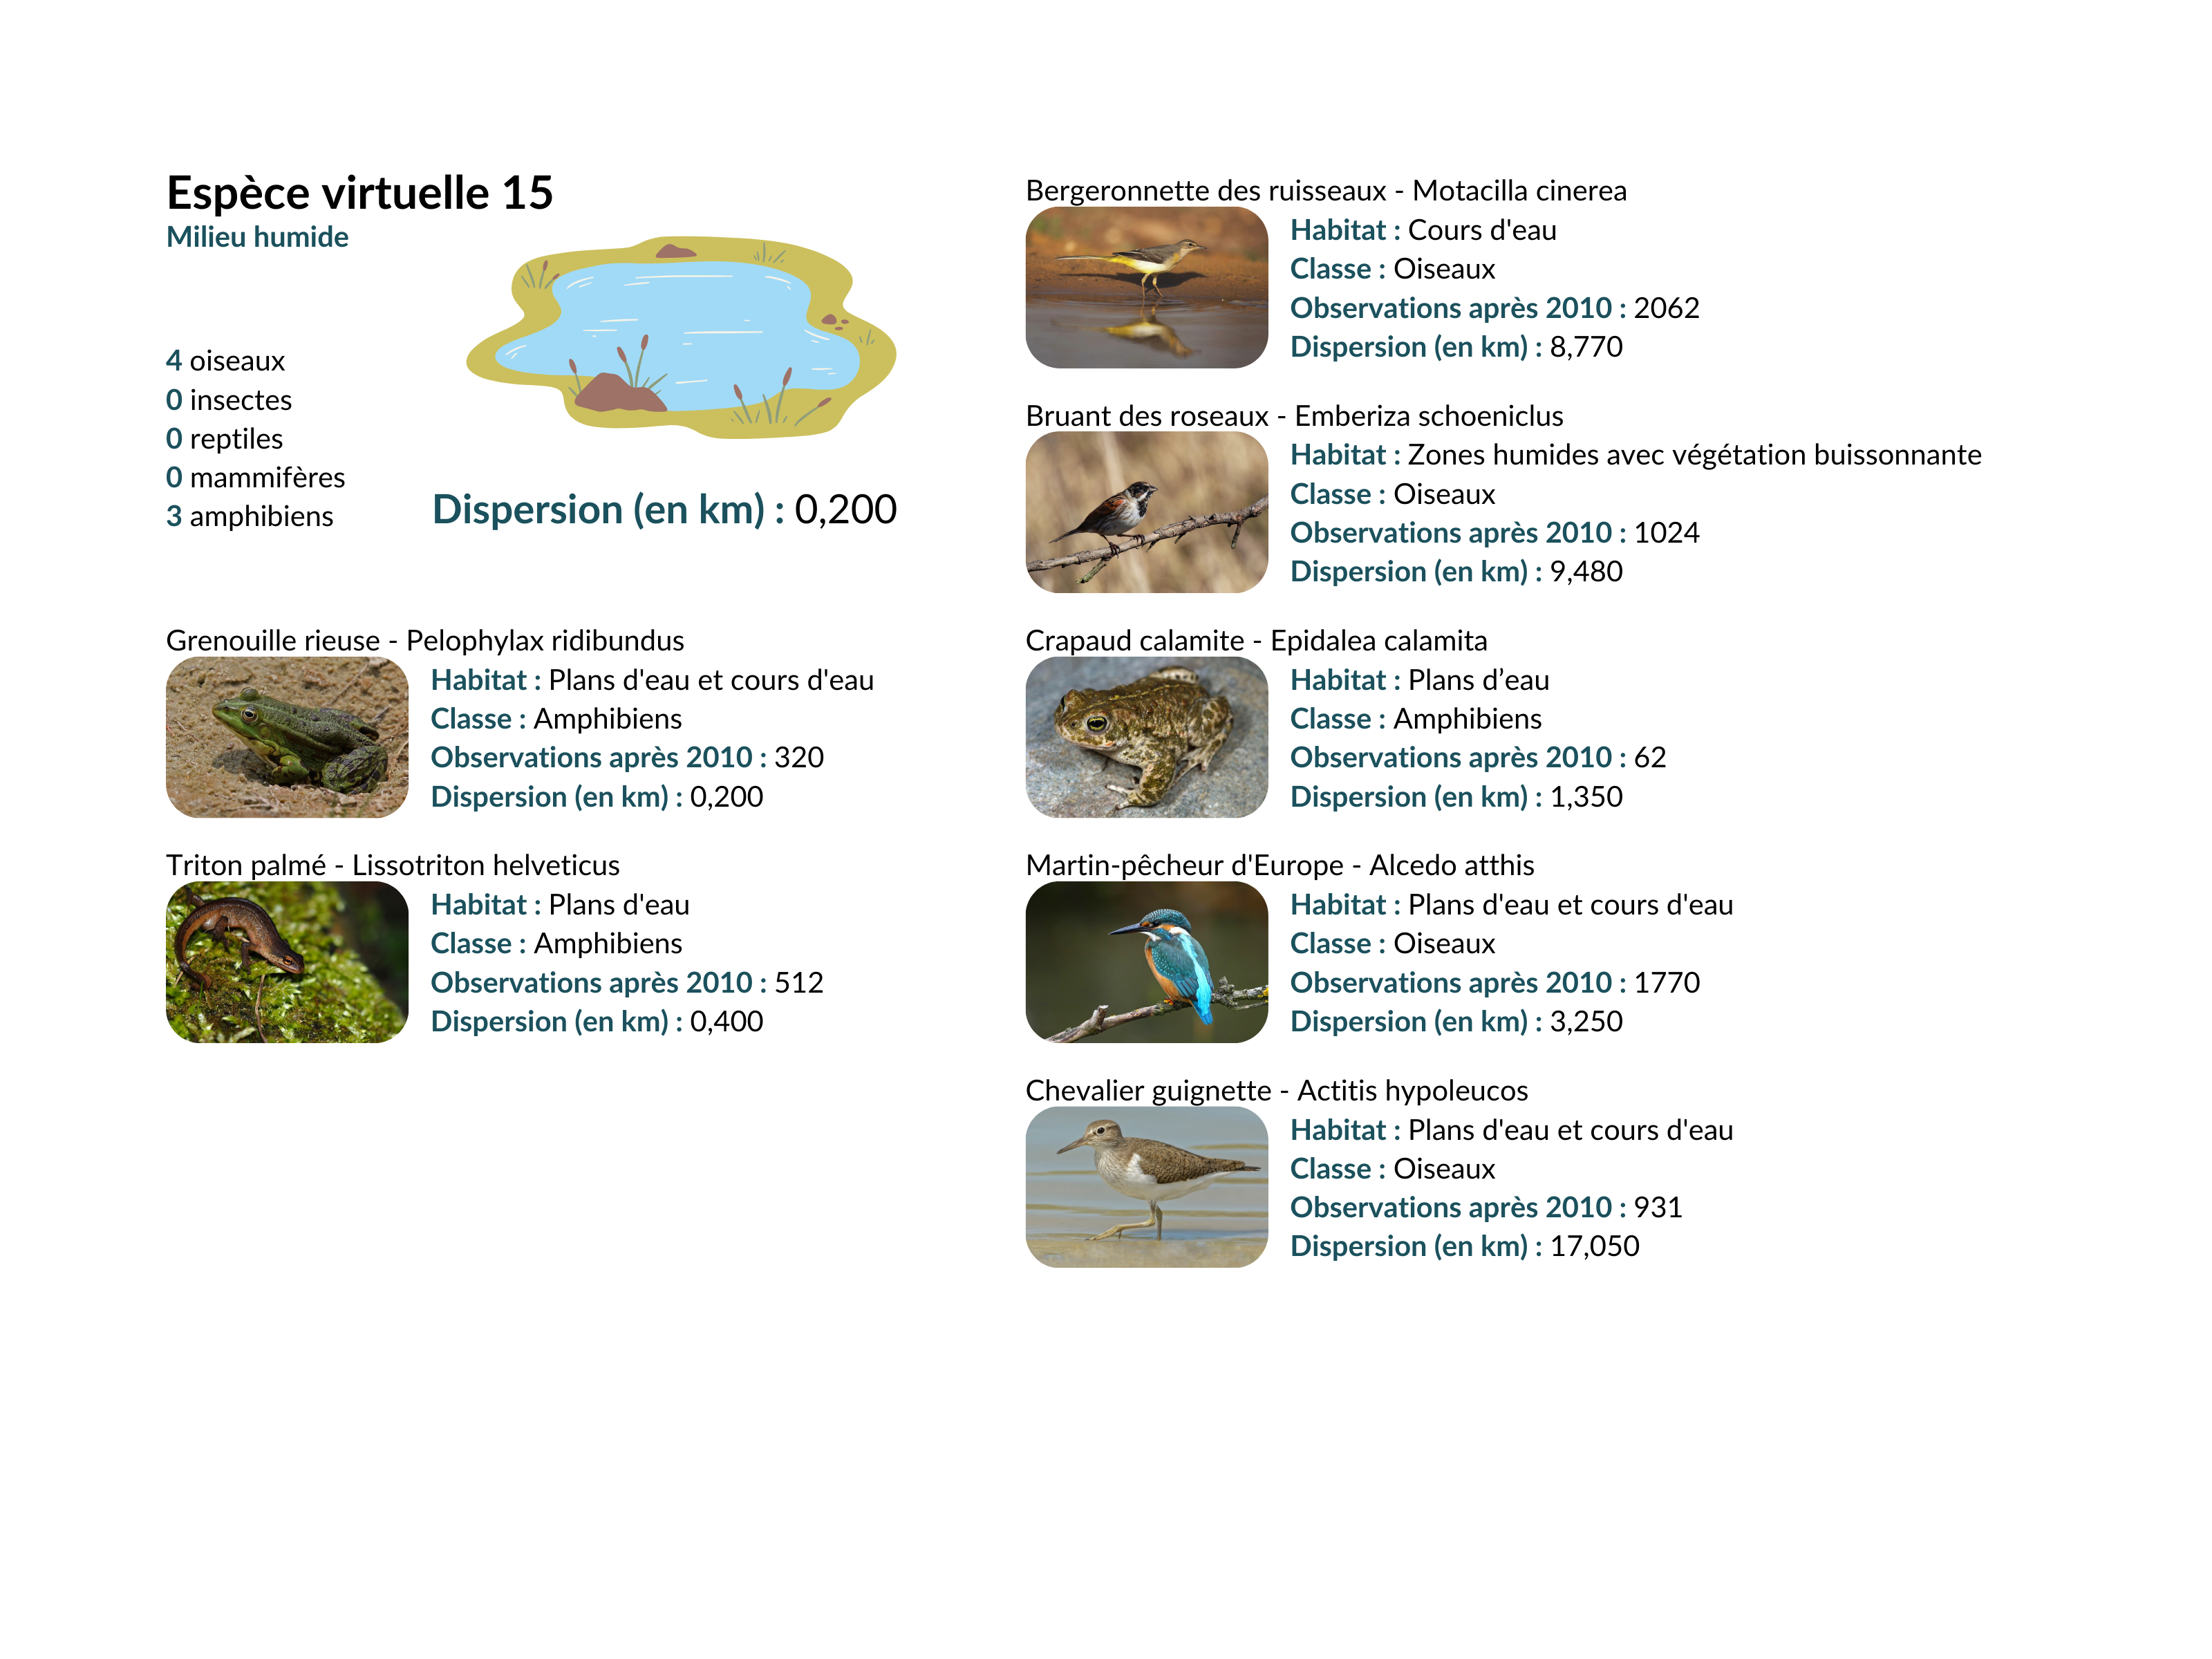 Espèce virtuelle 15
Milieu humide
4 oiseaux
0 insectes
0 reptiles
0 mammifères
3 amphibiens
Dispersion (en km) : 0,200
Grenouille rieuse - Pelophylax ridibundus
Habitat : Plans d'eau et cours d'eau
Classe : Amphibiens
Observations après 2010 : 320
Dispersion (en km) : 0,200
Triton palmé - Lissotriton helveticus
Habitat : Plans d'eau
Classe : Amphibiens
Observations après 2010 : 512
Dispersion (en km) : 0,400
Bergeronnette des ruisseaux - Motacilla cinerea
Habitat : Cours d'eau
Classe : Oiseaux
Observations après 2010 : 2062
Dispersion (en km) : 8,770
Bruant des roseaux - Emberiza schoeniclus
Habitat : Zones humides avec végétation buissonnante
Classe : Oiseaux
Observations après 2010 : 1024
Dispersion (en km) : 9,480
Crapaud calamite - Epidalea calamita
Habitat : Plans d’eau
Classe : Amphibiens
Observations après 2010 : 62
Dispersion (en km) : 1,350
Martin-pêcheur d'Europe - Alcedo atthis
Habitat : Plans d'eau et cours d'eau
Classe : Oiseaux
Observations après 2010 : 1770
Dispersion (en km) : 3,250
Chevalier guignette - Actitis hypoleucos
Habitat : Plans d'eau et cours d'eau
Classe : Oiseaux
Observations après 2010 : 931
Dispersion (en km) : 17,050